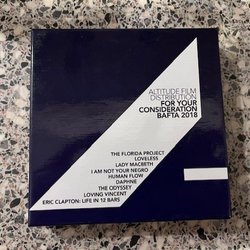 ALTITUDE FILM
DISTRIBUTION
FOR YOUR
CONSIDERATION
BAFTA 2018
THE FLORIDA PROJECT
LOVELESS
LADY MACBETH
I AM NOT YOUR NEGRO
HUMAN FLOW
DAPHNE
THE ODYSSEY
LOVING VINCENT
ERIC CLAPTON: LIFE IN 12 BARS